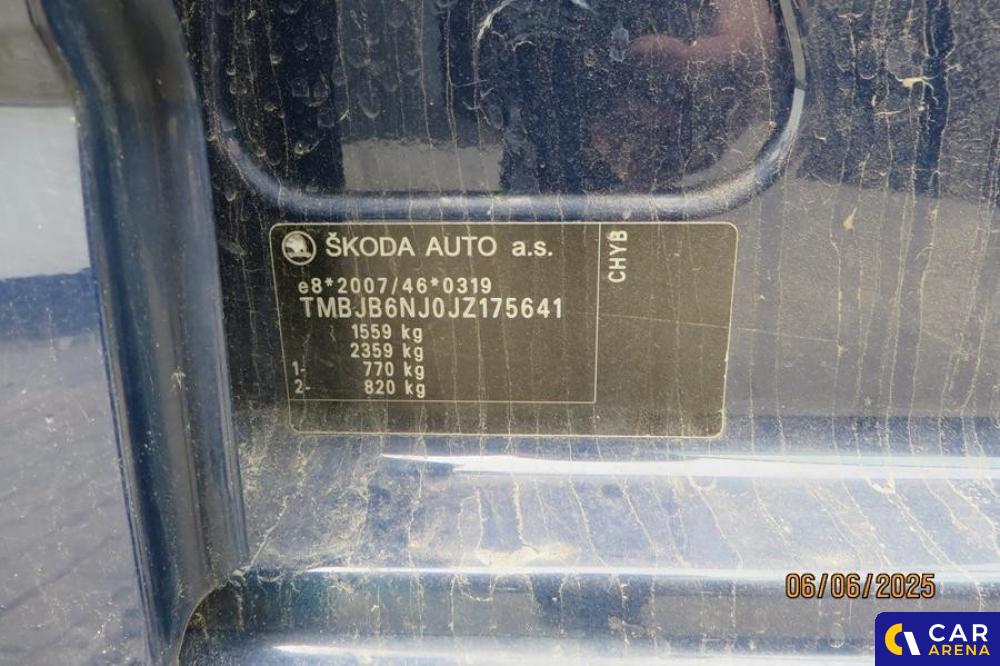 ŠKODA AUTO a.s.
CHYB
e8*2007/46*0319
TMBJB6NJ0JZ175641
1559 kg
2359 kg
1- 770 kg
2- 820 kg
06/06/2025
CAR
ARENA